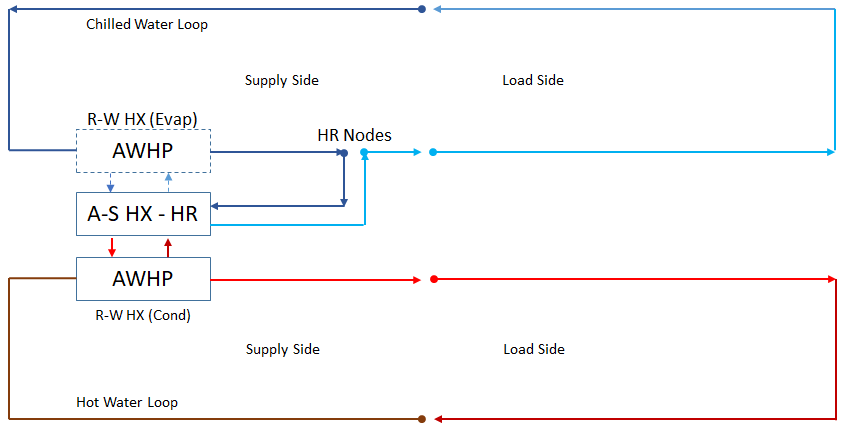 Chilled Water Loop
Supply Side
Load Side
R-W HX (Evap)
HR Nodes
AWHP
A-S HX - HR
AWHP
R-W HX (Cond)
Supply Side
Load Side
Hot Water Loop